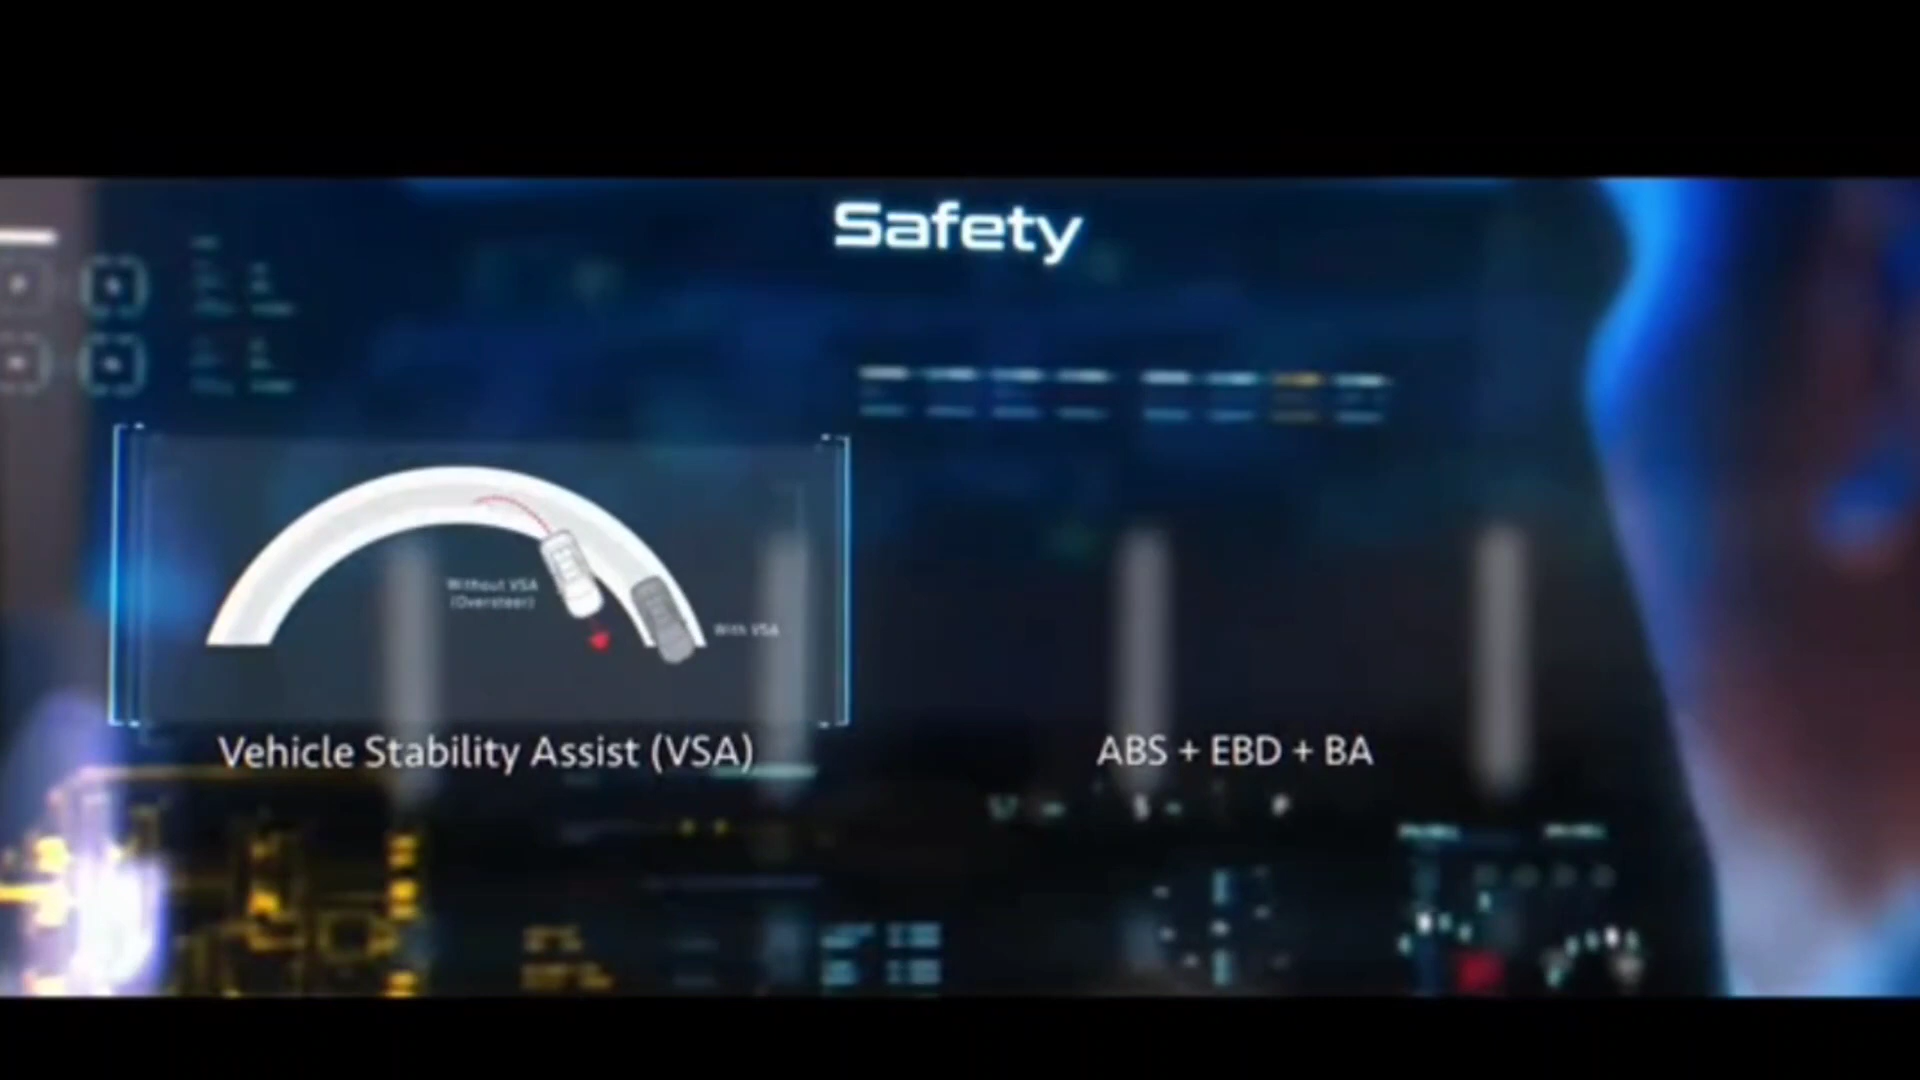 Safety
Without VSA
(Oversteer)
With VSA
Vehicle Stability Assist (VSA)
ABS + EBD + BA